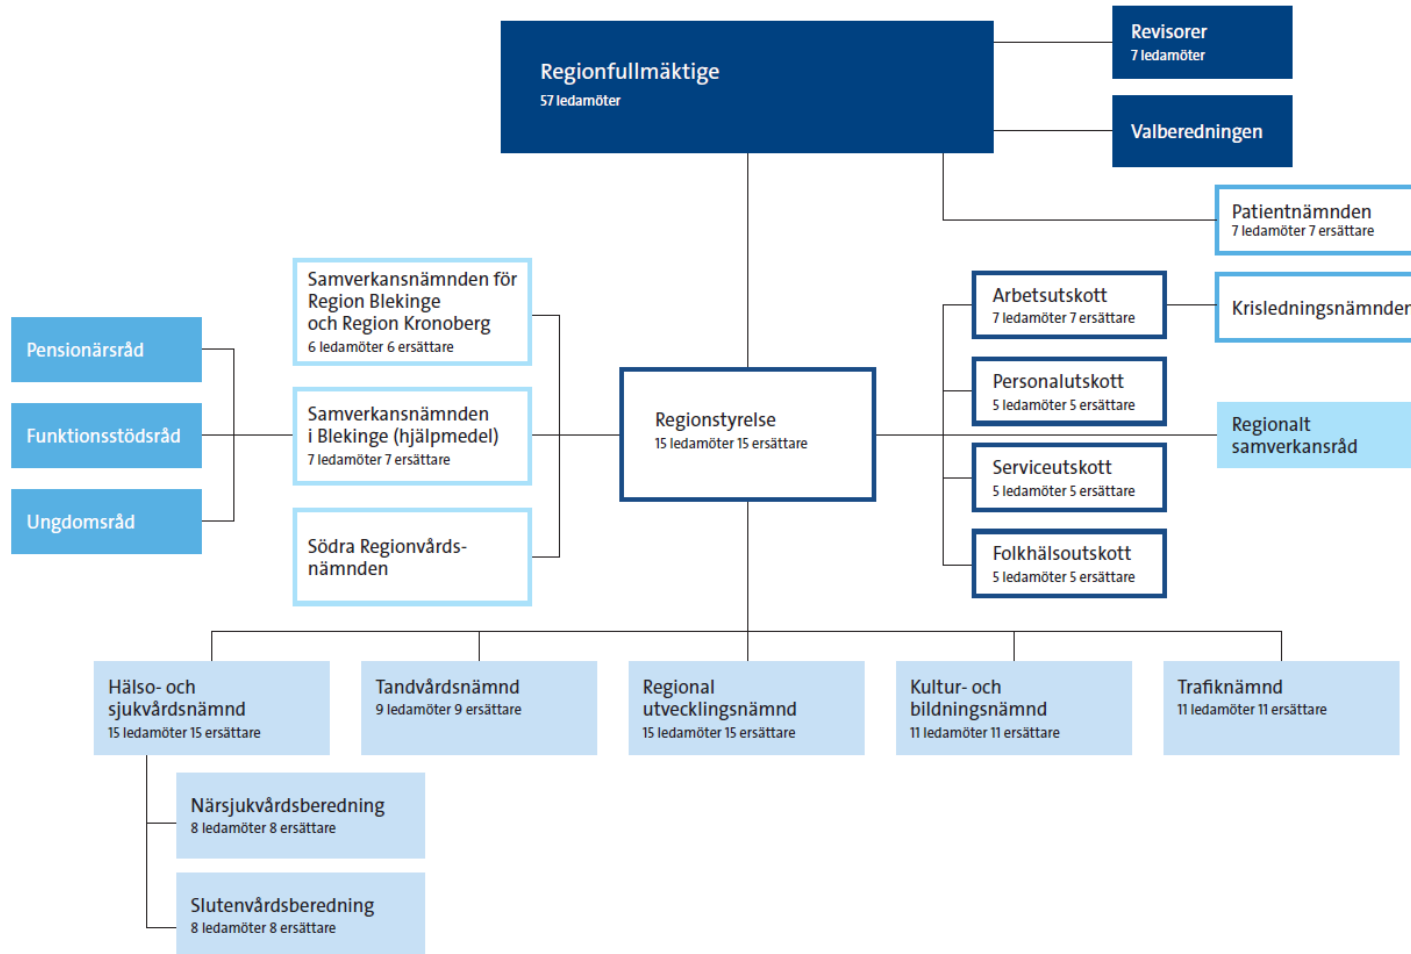 Regionfullmäktige
57 ledamöter
Revisorer
7 ledamöter
Valberedningen
Patientnämnden
7 ledamöter 7 ersättare
Samverkansnämnden för
Region Blekinge
och Region Kronoberg
6 ledamöter 6 ersättare
Arbetsutskott
7 ledamöter 7 ersättare
Krisledningsnämnden
Pensionärsråd
Personalutskott
5 ledamöter 5 ersättare
Samverkansnämnden
i Blekinge (hjälpmedel)
7 ledamöter 7 ersättare
Regionstyrelse
15 ledamöter 15 ersättare
Funktionsstödsråd
Regionalt
samverkansråd
Serviceutskott
5 ledamöter 5 ersättare
Ungdomsråd
Södra Regionvårds-
nämnden
Folkhälsoutskott
5 ledamöter 5 ersättare
Hälso- och
sjukvårdsnämnd
15 ledamöter 15 ersättare
Tandvårdsnämnd
9 ledamöter 9 ersättare
Regional
utvecklingsnämnd
15 ledamöter 15 ersättare
Kultur- och
bildningsnämnd
11 ledamöter 11 ersättare
Trafiknämnd
11 ledamöter 11 ersättare
Närsjukvårdsberedning
8 ledamöter 8 ersättare
Slutenvårdsberedning
8 ledamöter 8 ersättare